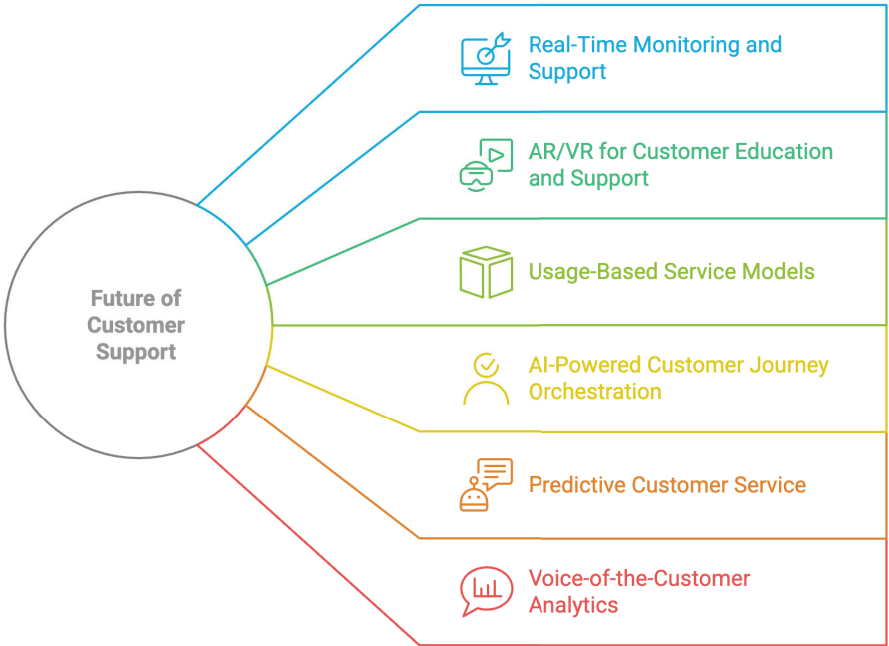 Future of
Customer
Support
Real-Time Monitoring and
Support
AR/VR for Customer Education
and Support
Usage-Based Service Models
AI-Powered Customer Journey
Orchestration
Predictive Customer Service
Voice-of-the-Customer
Analytics